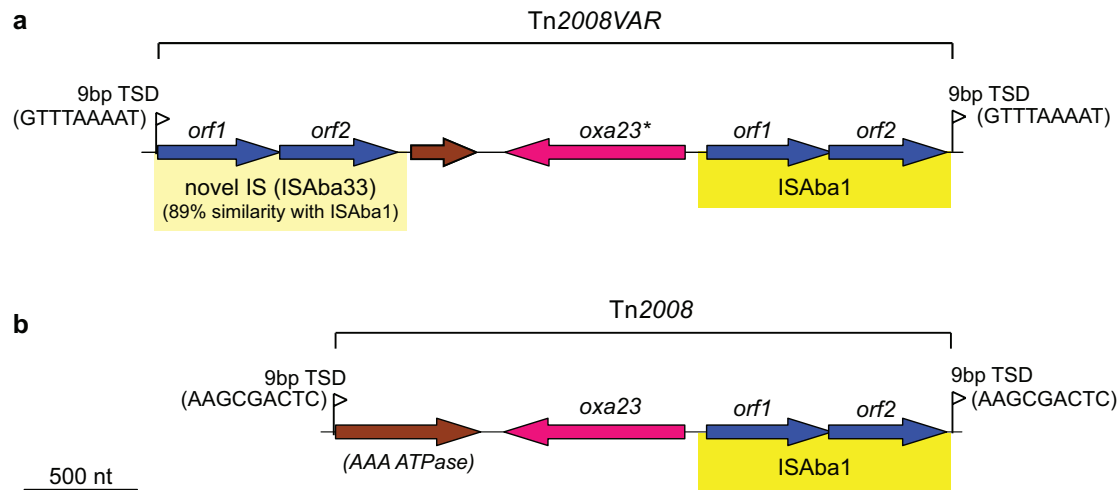 a
Tn2008VAR
9bp TSD
(GTTTAAAAT)
orf1
orf2
oxa23*
orf1
orf2
9bp TSD
(GTTTAAAAT)
novel IS (ISAba33)
(89% similarity with ISAba1)
ISAba1
b
Tn2008
9bp TSD
(AAGCGACTC)
oxa23
orf1
orf2
9bp TSD
(AAGCGACTC)
(AAA ATPase)
ISAba1
500 nt